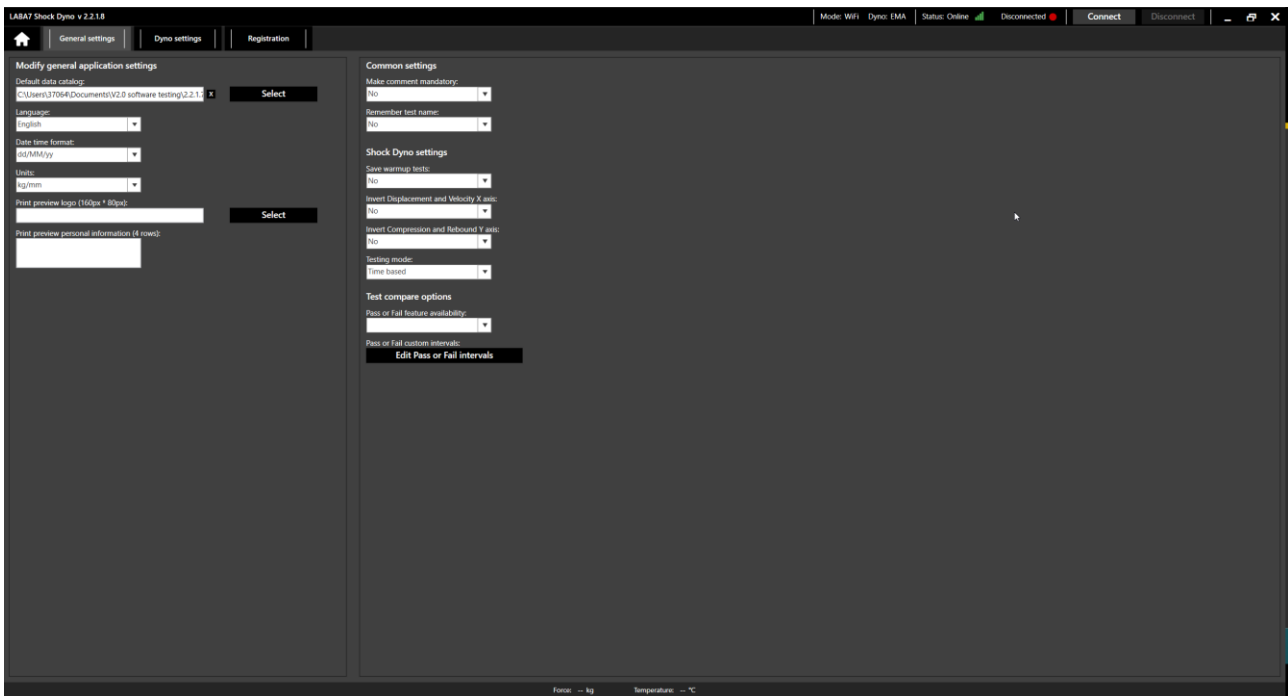 LABA7 Shock Dyno v 2.2.1.8
Mode: WiFi Dyno: EMA Status: Online Disconnected Connect Disconnect
General settings Dyno settings Registration
Modify general application settings
Default data catalog:
C:\Users\37064\Documents\V2.0 software testing\2.2.1.7 X Select
Language:
English
Date time format:
dd/MM/yy
Units:
kg/mm
Print preview logo (160px * 80px):
Select
Print preview personal information (4 rows):
Common settings
Make comment mandatory:
No
Remember test name:
No
Shock Dyno settings
Save warmup tests:
No
Invert Displacement and Velocity X axis:
No
Invert Compression and Rebound Y axis:
No
Testing mode:
Time based
Test compare options
Pass or Fail feature availability:
Pass or Fail custom intervals:
Edit Pass or Fail intervals
Force: -- kg Temperature: -- °C